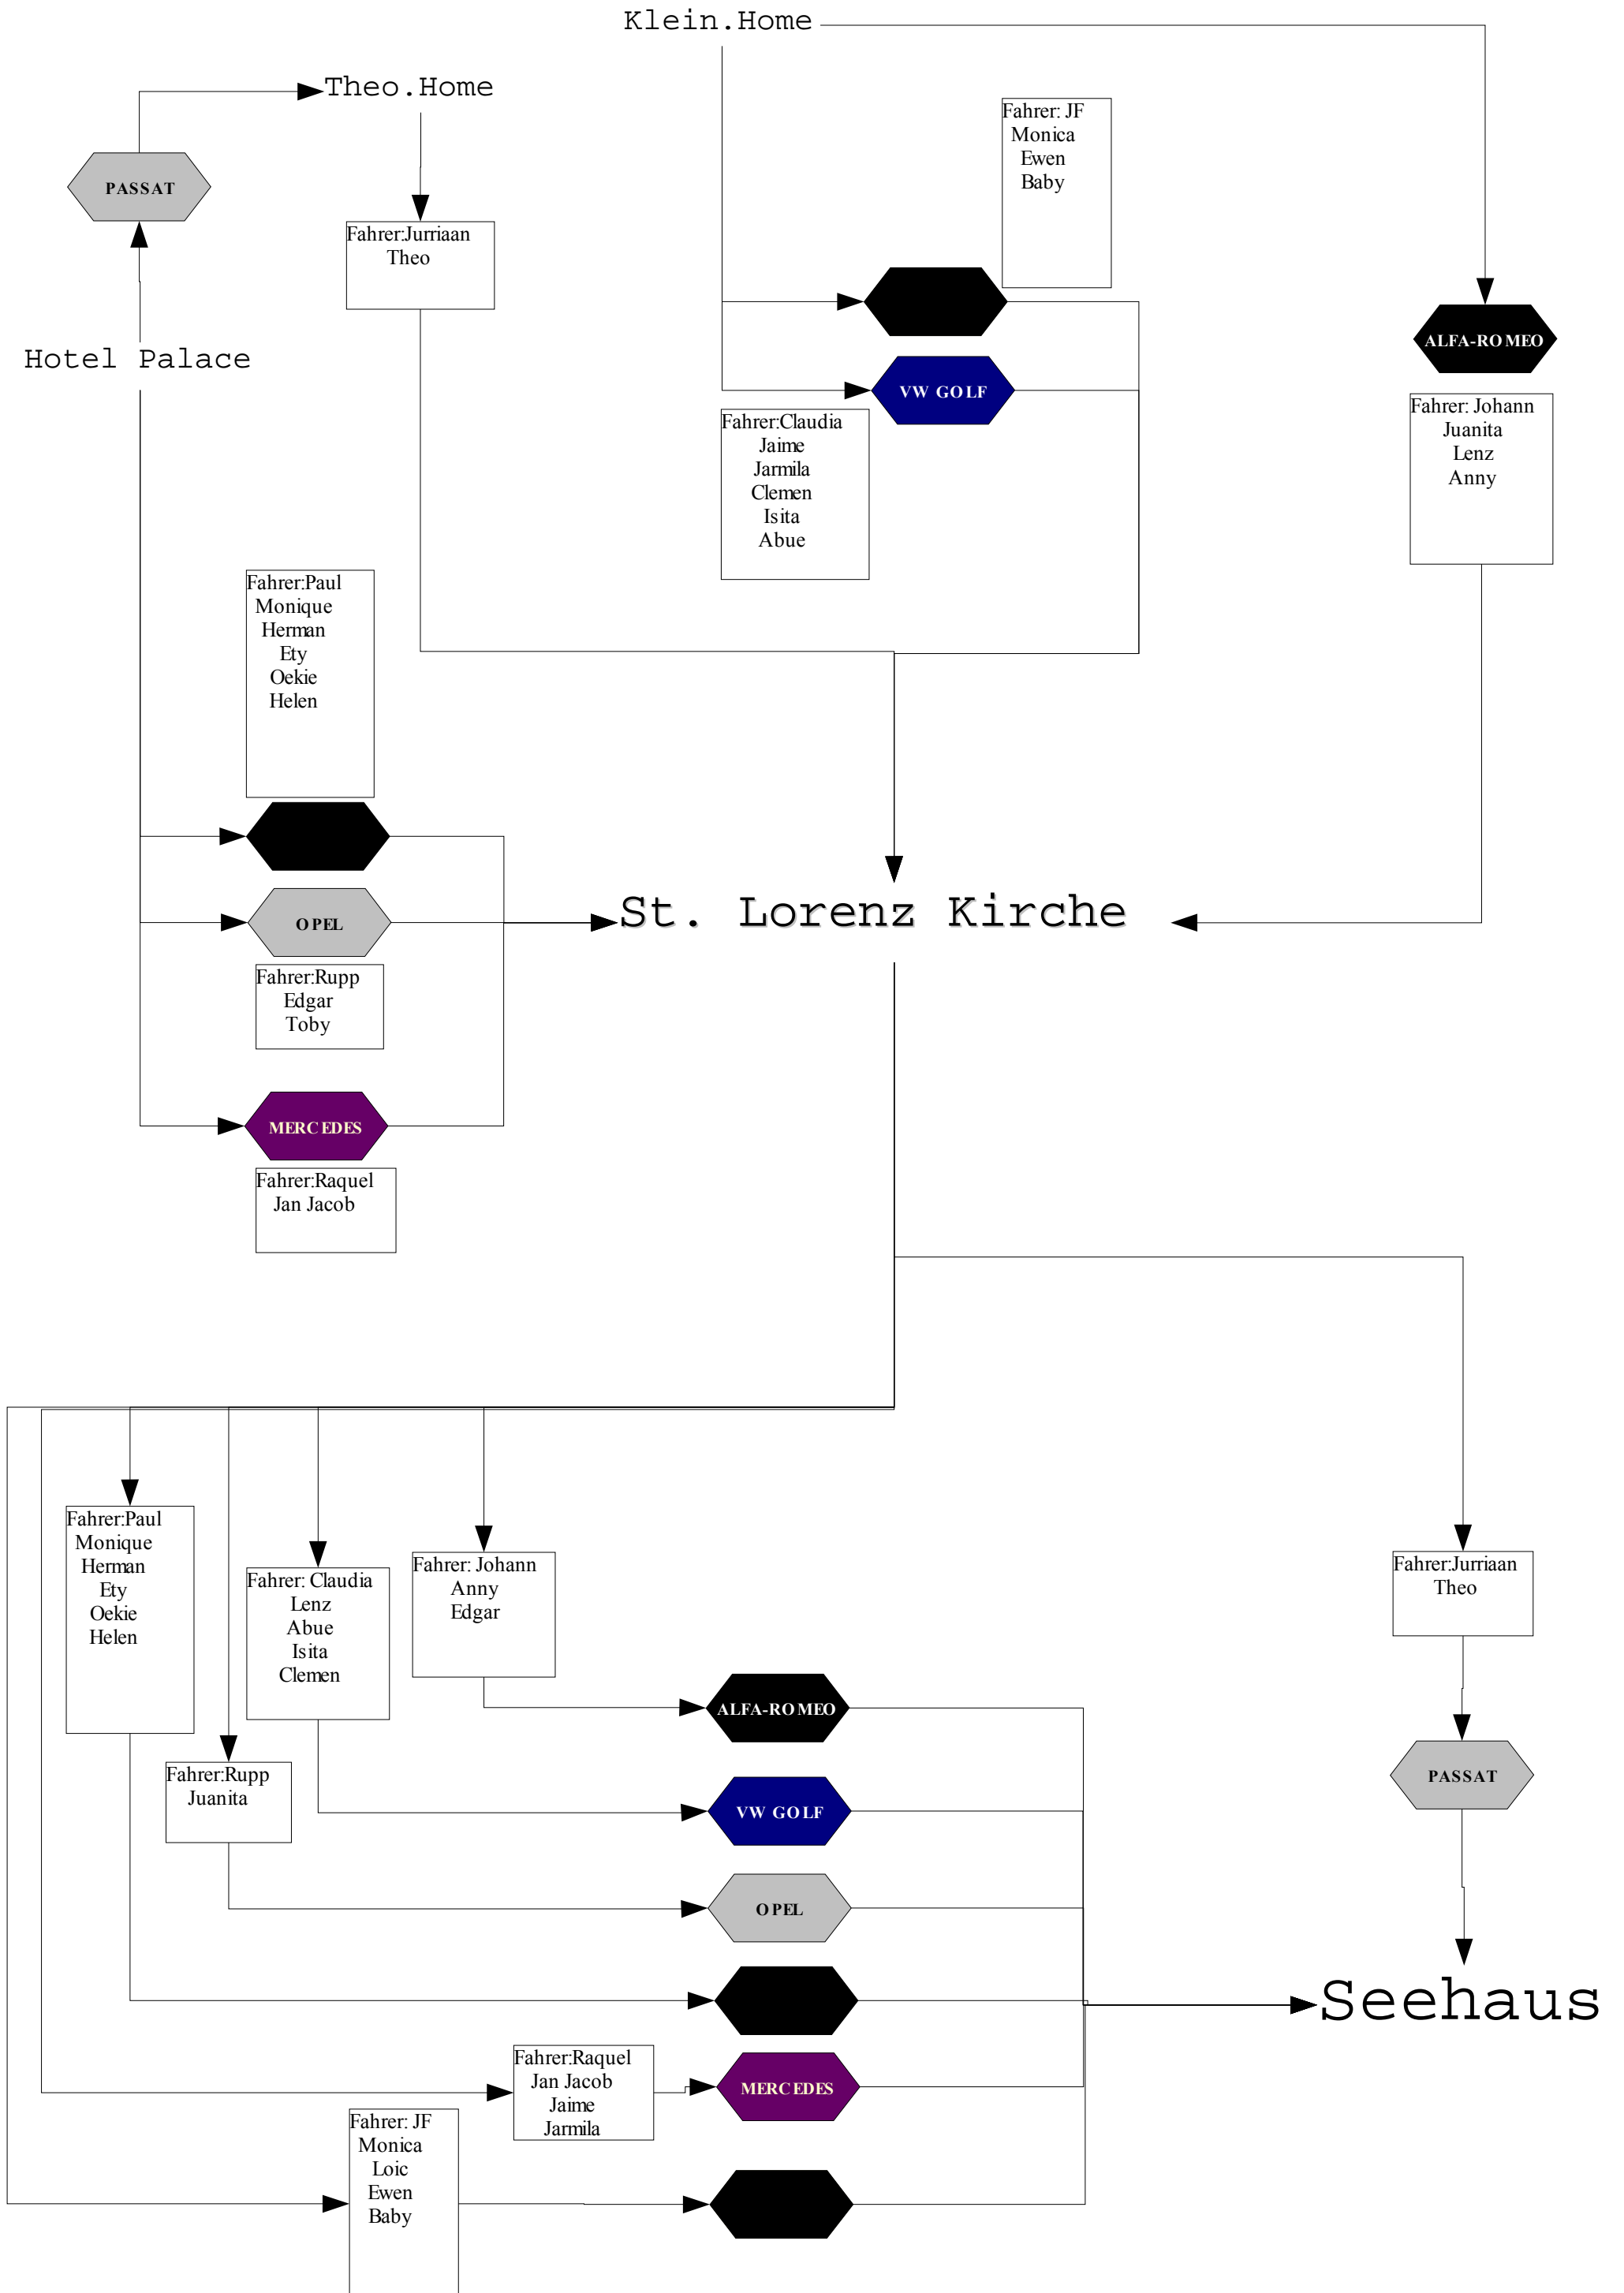 Klein.Home
Theo.Home
Fahrer: JF
Monica
Ewen
Baby
PASSAT
Fahrer:Jurriaan
Theo
ALFA-ROMEO
Hotel Palace
VW GOLF
Fahrer: Johann
Juanita
Lenz
Anny
Fahrer:Claudia
Jaime
Jarmila
Clemen
Isita
Abue
Fahrer:Paul
Monique
Herman
Ety
Oekie
Helen
St. Lorenz Kirche
OPEL
Fahrer:Rupp
Edgar
Toby
MERCEDES
Fahrer:Raquel
Jan Jacob
Fahrer:Paul
Monique
Herman
Ety
Oekie
Helen
Fahrer: Claudia
Lenz
Abue
Isita
Clemen
Fahrer: Johann
Anny
Edgar
Fahrer:Jurriaan
Theo
ALFA-ROMEO
Fahrer:Rupp
Juanita
PASSAT
VW GOLF
OPEL
Seehaus
Fahrer:Raquel
Jan Jacob
Jaime
Jarmila
MERCEDES
Fahrer: JF
Monica
Loic
Ewen
Baby